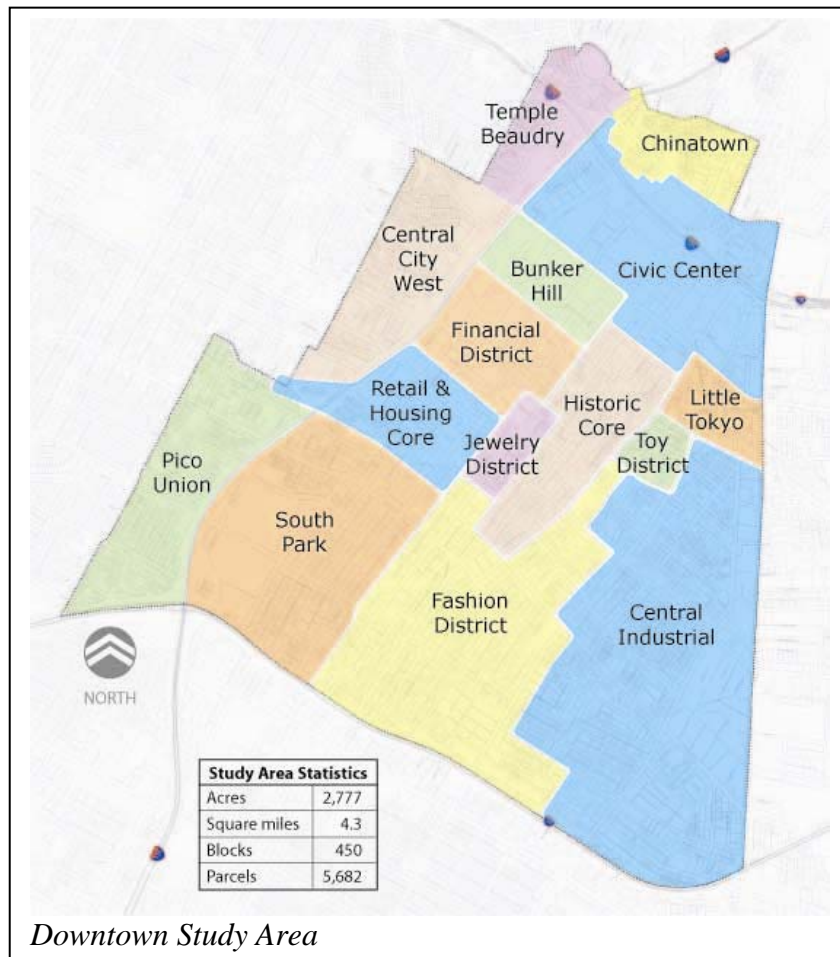 Temple
Beaudry
Chinatown
Central
City
West
Bunker
Hill
Civic Center
Financial
District
Retail &
Housing
Core
Jewelry
District
Historic
Core
Little
Tokyo
Toy
District
Pico
Union
South
Park
Fashion
District
Central
Industrial
NORTH
Study Area Statistics
Acres 2,777
Square miles 4.3
Blocks 450
Parcels 5,682
Downtown Study Area